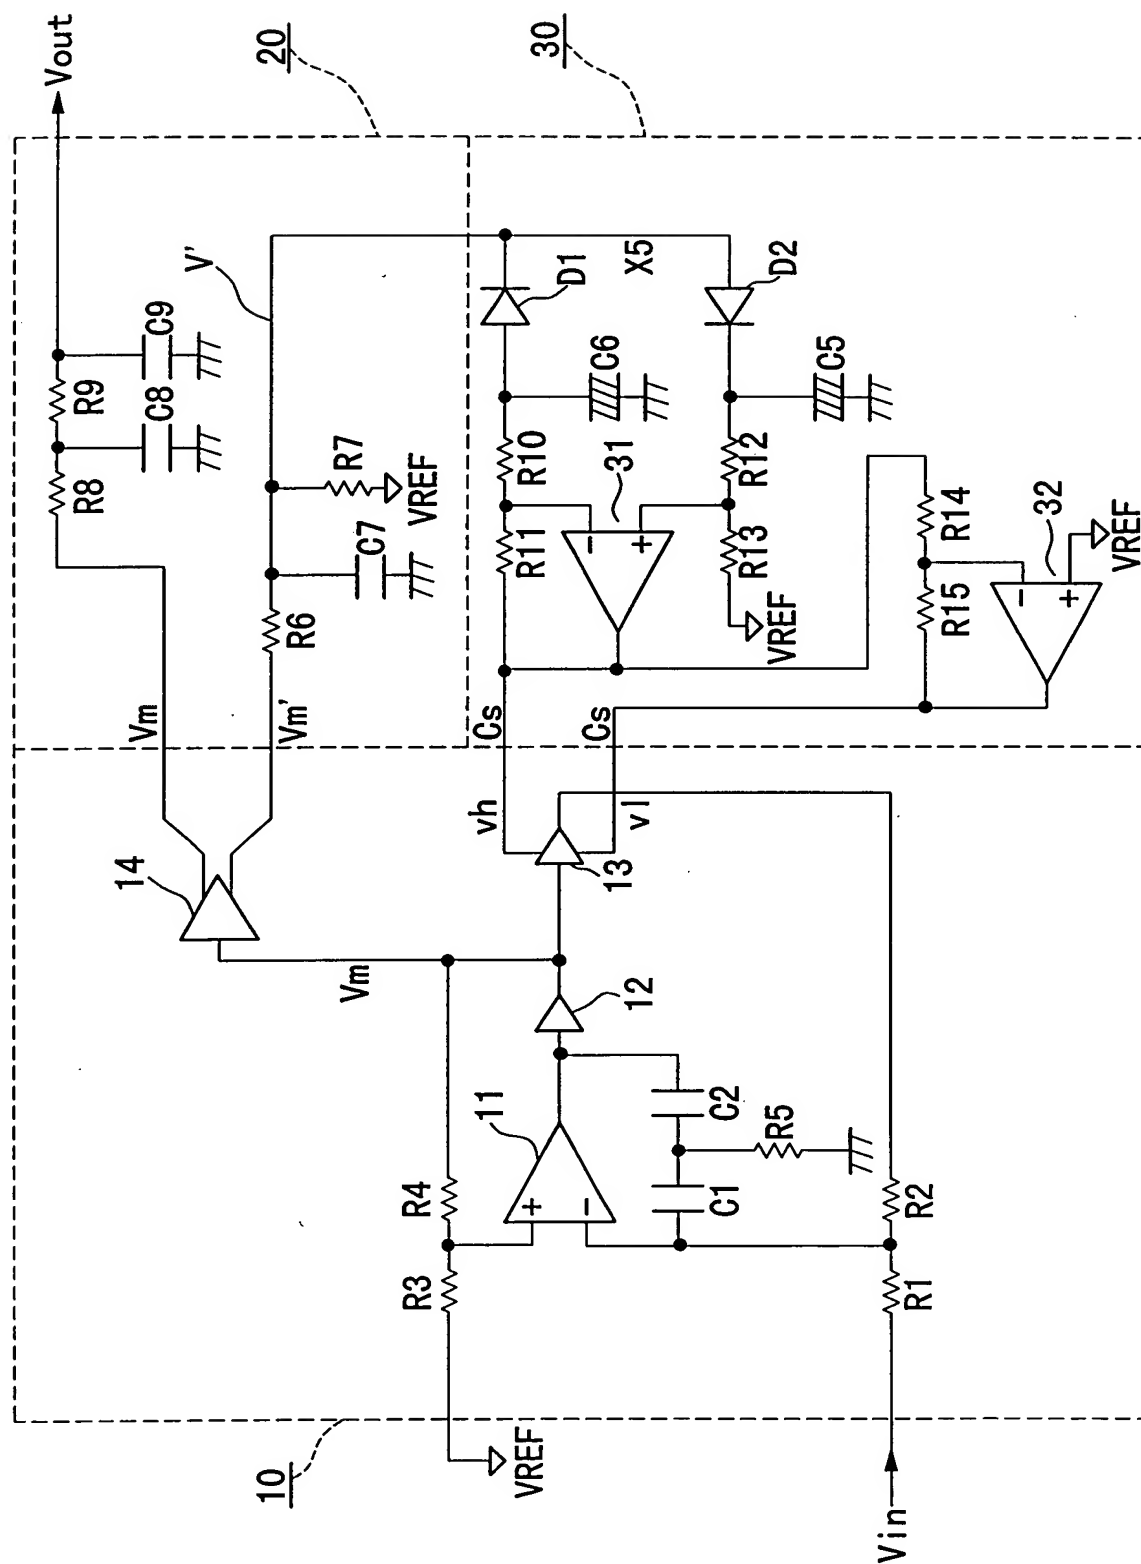 Vout
R8
R9
C8
C9
Vm
14
V'
20
10
Vm'
R6
Vm
C7
R7
VREF
R3
R4
11
vh
Cs
VREF
R11
R10
30
D1
C6
13
Cs
31
12
vl
X5
C1
C2
R13
R12
R5
VREF
D2
C5
Vin
R1
R2
R15
R14
32
VREF